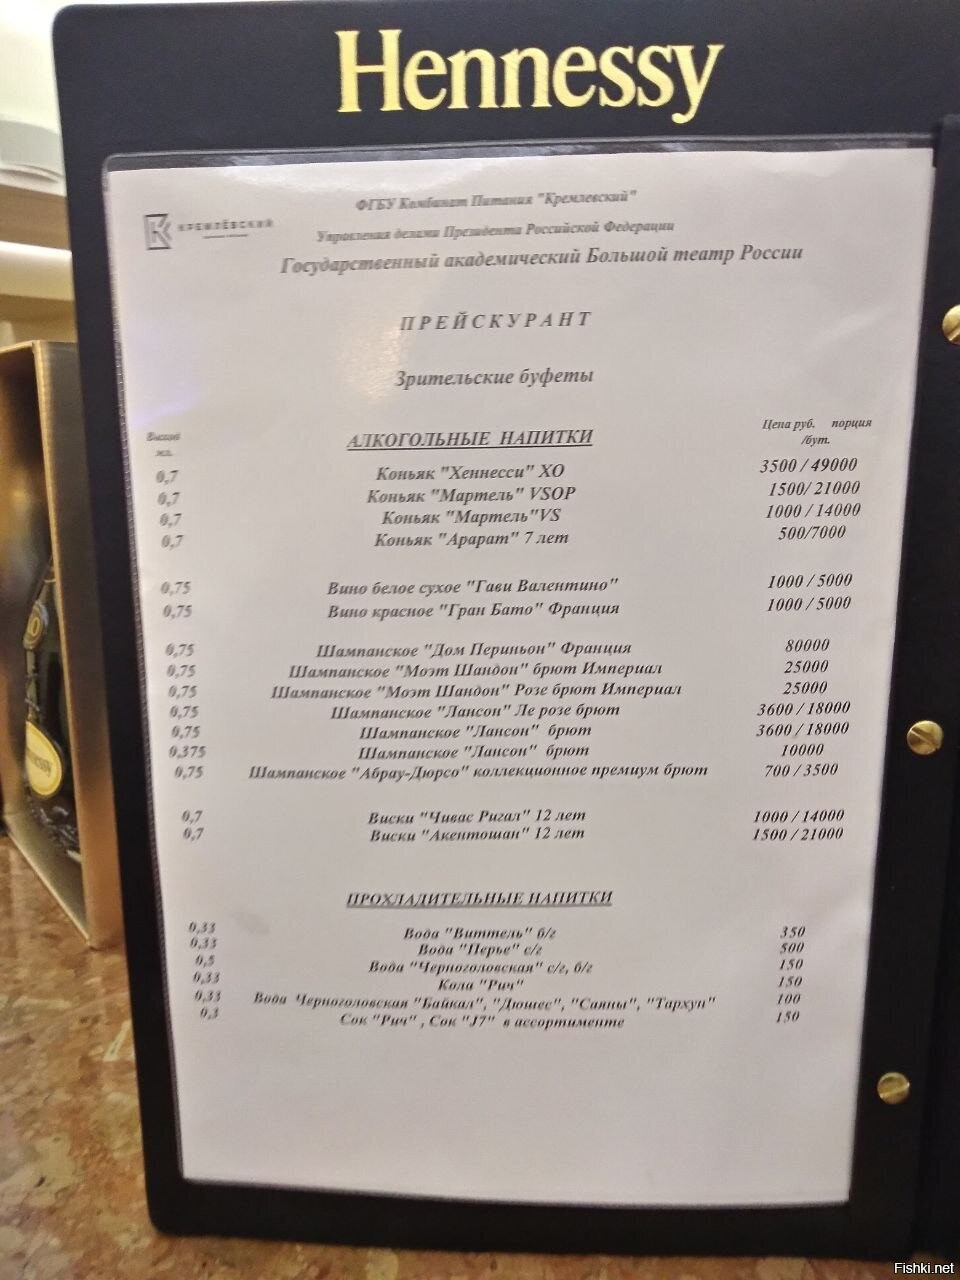 Hennessy
ФГБУ Комбинат Питания "Кремлевский"
КРЕМЛЁВСКИЙ
Управления делами Президента Российской Федерации
Государственный академический Большой театр России
ПРЕЙСКУРАНТ
Зрительские буфеты
Выход мл. АЛКОГОЛЬНЫЕ НАПИТКИ Цена руб. порция /бут.
0,7 Коньяк "Хеннесси" ХО 3500 / 49000
0,7 Коньяк "Мартель" VSOP 1500/ 21000
0,7 Коньяк "Мартель"VS 1000 / 14000
0,7 Коньяк "Арарат" 7 лет 500/7000
0,75 Вино белое сухое "Гави Валентино" 1000 / 5000
0,75 Вино красное "Гран Бато" Франция 1000 / 5000
0,75 Шампанское "Дом Периньон" Франция 80000
0,75 Шампанское "Моэт Шандон" брют Империал 25000
0,75 Шампанское "Моэт Шандон" Розе брют Империал 25000
0,75 Шампанское "Лансон" Ле розе брют 3600 / 18000
0,75 Шампанское "Лансон" брют 3600 / 18000
0,375 Шампанское "Лансон" брют 10000
0,75 Шампанское "Абрау-Дюрсо" коллекционное премиум брют 700 / 3500
0,7 Виски "Чивас Ригал" 12 лет 1000 / 14000
0,7 Виски "Акентошан" 12 лет 1500 / 21000
ПРОХЛАДИТЕЛЬНЫЕ НАПИТКИ
0,33 Вода "Виттель" б/г 350
0,33 Вода "Перье" с/г 500
0,5 Вода "Черноголовская" с/г, б/г 150
0,33 Кола "Рич" 150
0,33 Вода Черноголовская "Байкал", "Дюшес", "Саяны", "Тархун" 100
0,3 Сок "Рич" , Сок "J7" в ассортименте 150
Fishki.net